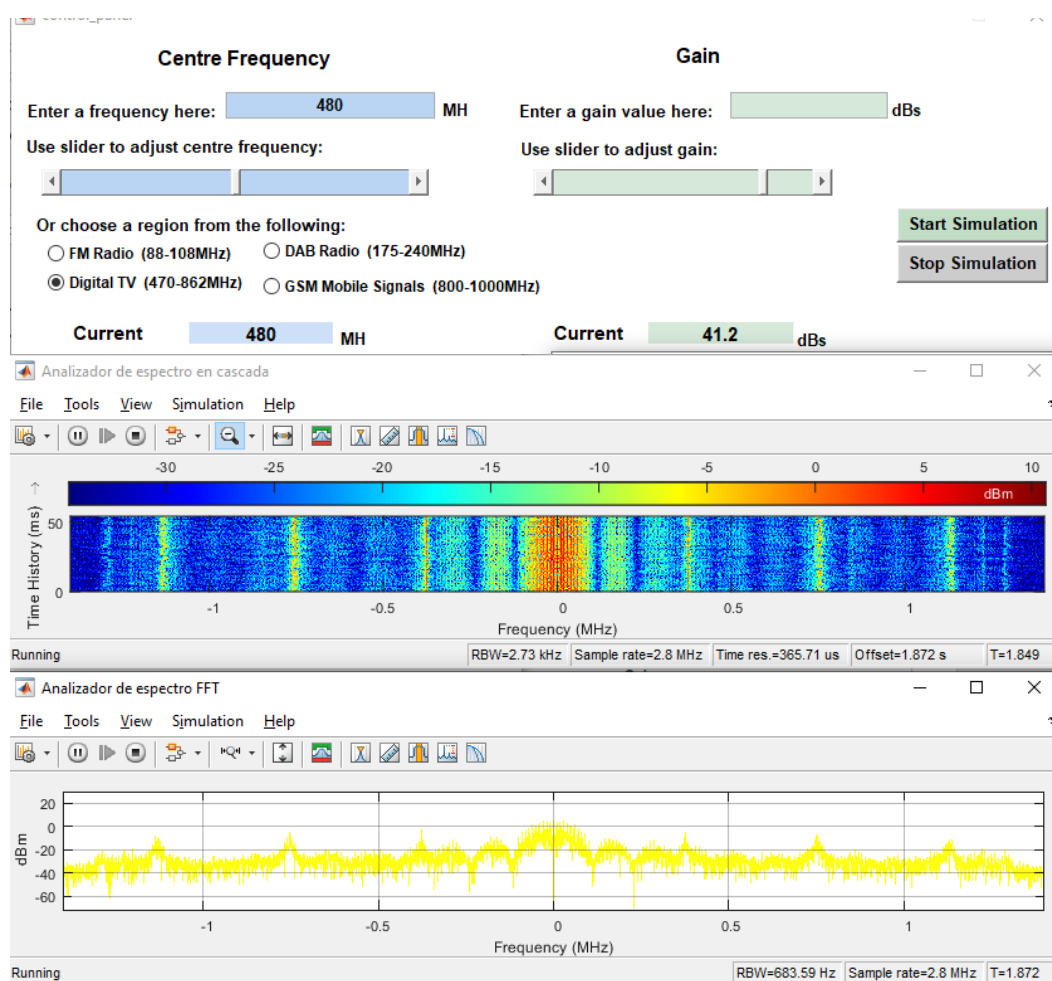 control_panel
Centre Frequency
Gain
Enter a frequency here: 480 MH
Enter a gain value here: dBs
Use slider to adjust centre frequency:
Use slider to adjust gain:
Or choose a region from the following:
FM Radio (88-108MHz) DAB Radio (175-240MHz)
Digital TV (470-862MHz) GSM Mobile Signals (800-1000MHz)
Start Simulation
Stop Simulation
Current 480 MH
Current 41.2 dBs
Analizador de espectro en cascada
File Tools View Simulation Help
-30 -25 -20 -15 -10 -5 0 5 10
dBm
Time History (ms) →
50
0
-1 -0.5 0 0.5 1
Frequency (MHz)
Running RBW=2.73 kHz Sample rate=2.8 MHz Time res.=365.71 us Offset=1.872 s T=1.849
Analizador de espectro FFT
File Tools View Simulation Help
dBm
20
0
-20
-40
-60
-1 -0.5 0 0.5 1
Frequency (MHz)
Running RBW=683.59 Hz Sample rate=2.8 MHz T=1.872